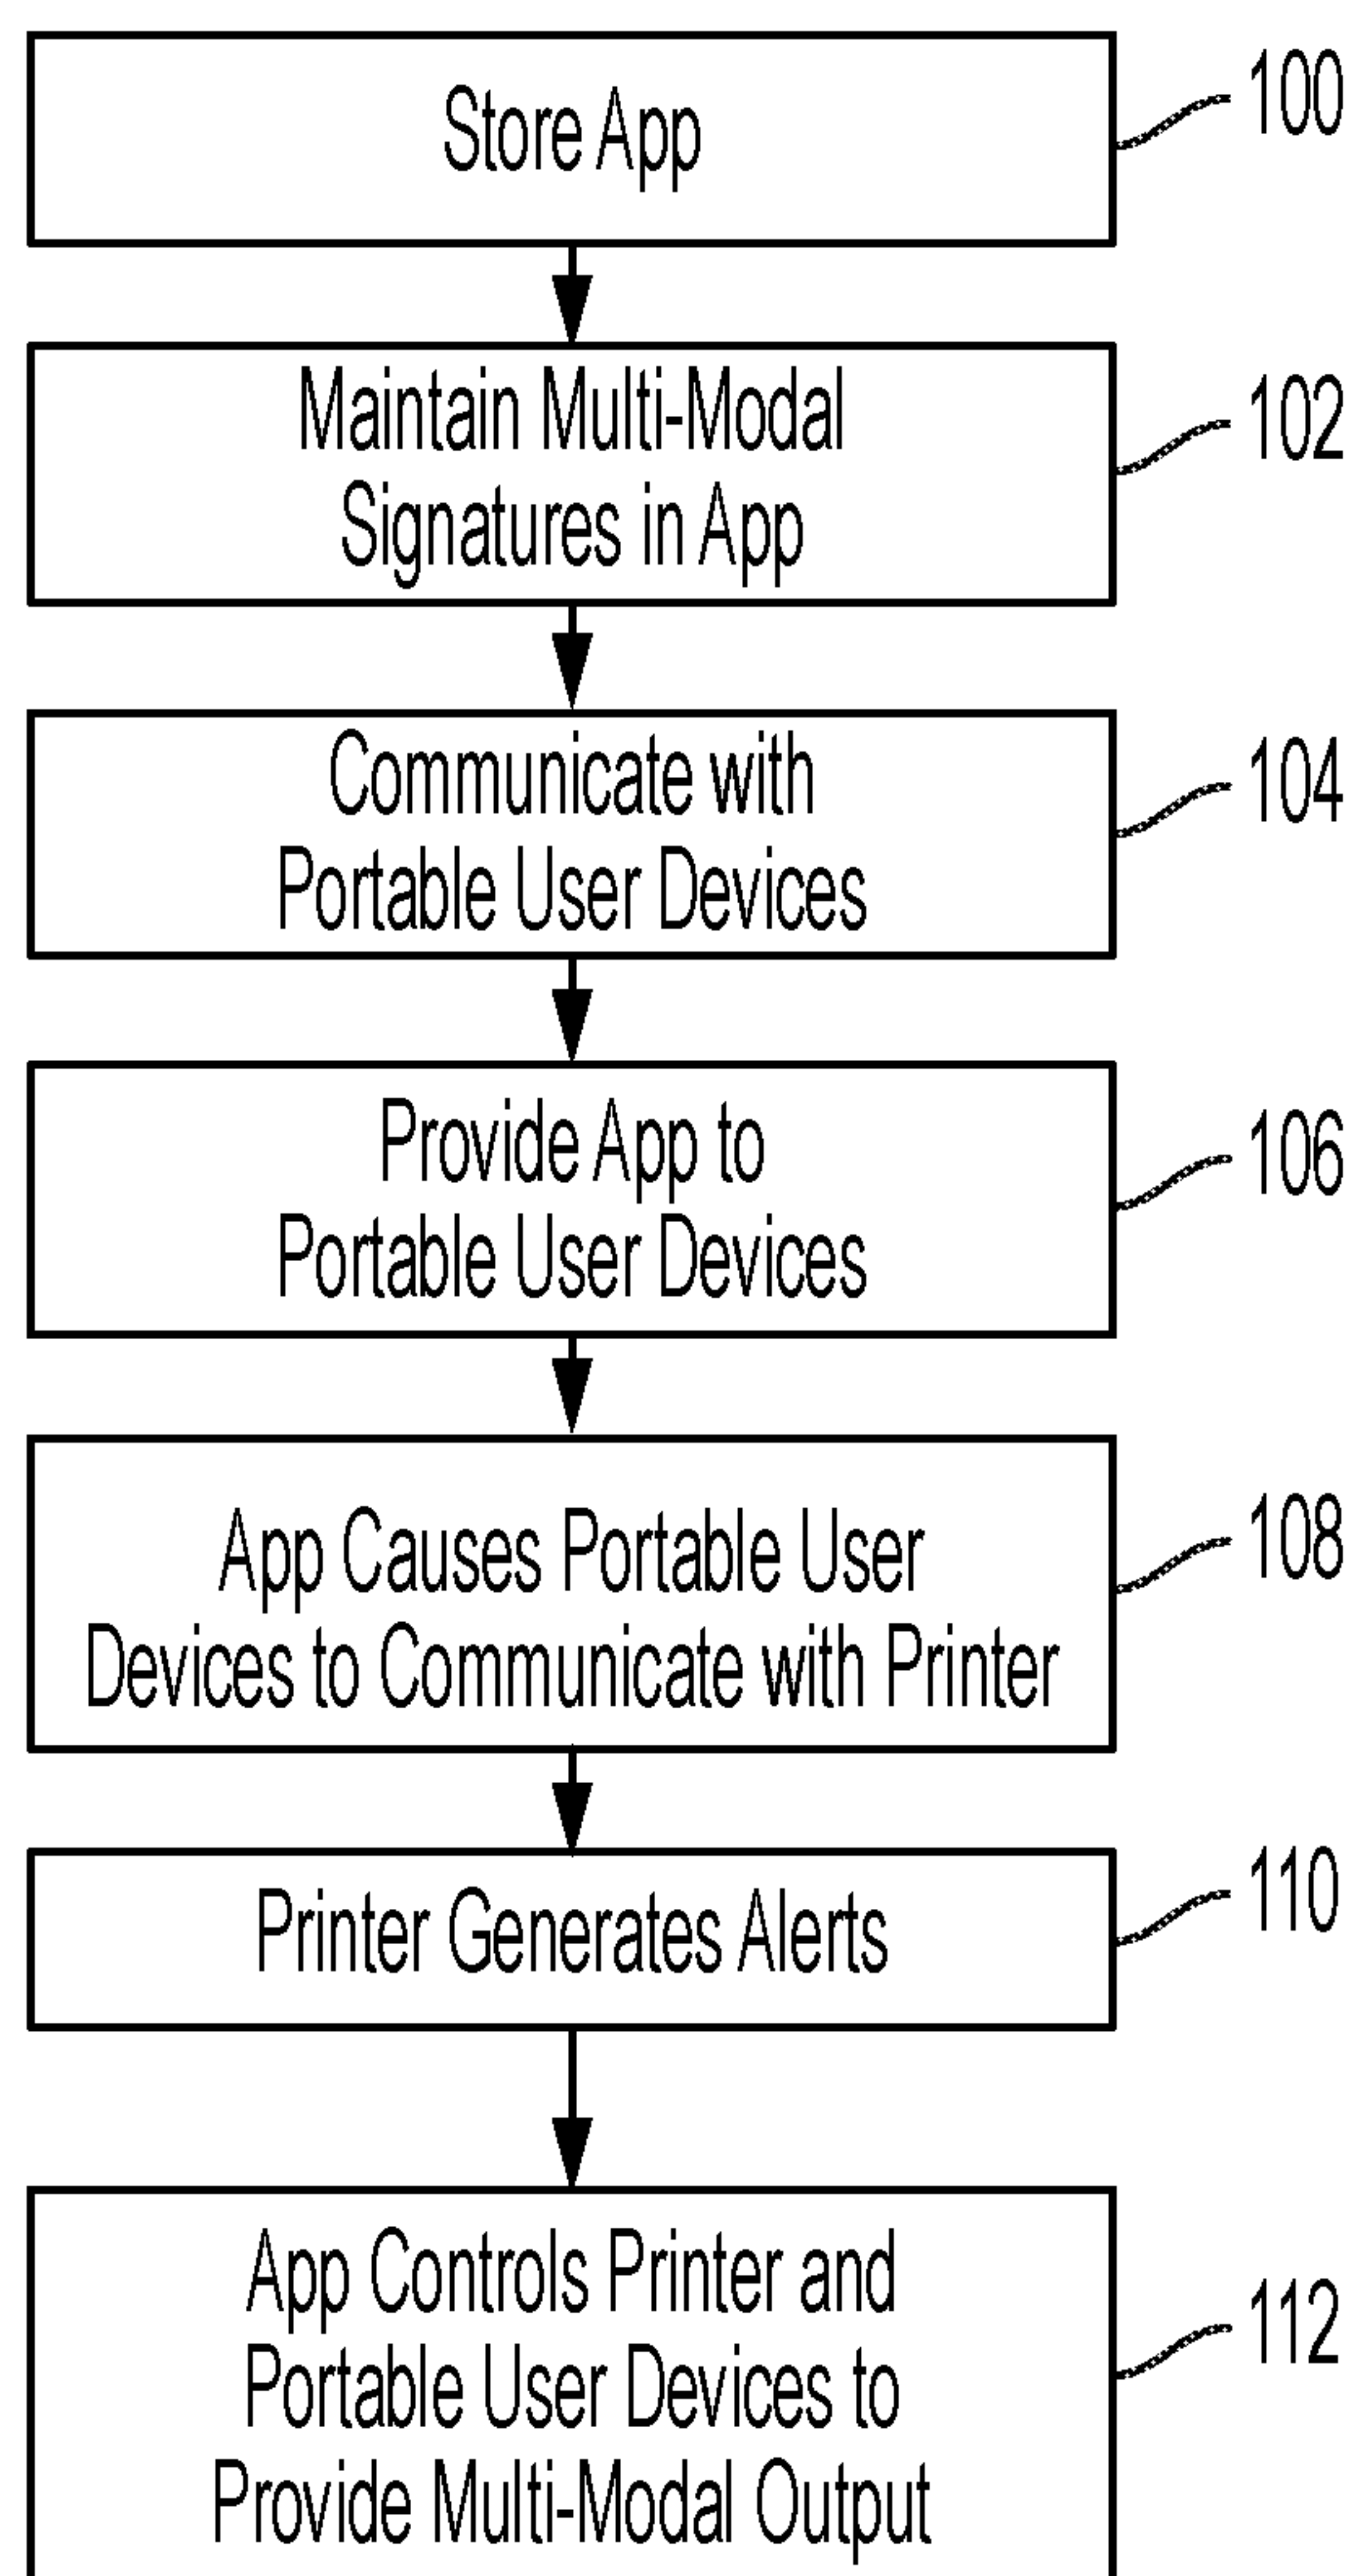 Store App
100
Maintain Multi-Modal
Signatures in App
102
Communicate with
Portable User Devices
104
Provide App to
Portable User Devices
106
App Causes Portable User
Devices to Communicate with Printer
108
Printer Generates Alerts
110
App Controls Printer and
Portable User Devices to
Provide Multi-Modal Output
112